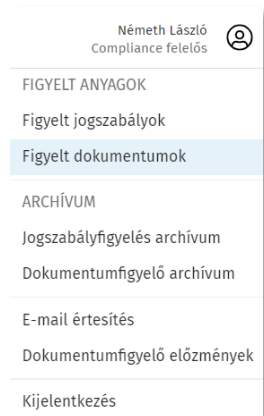 Németh László
Compliance felelős
FIGYELT ANYAGOK
Figyelt jogszabályok
Figyelt dokumentumok
ARCHÍVUM
Jogszabályfigyelés archívum
Dokumentumfigyelő archívum
E-mail értesítés
Dokumentumfigyelő előzmények
Kijelentkezés